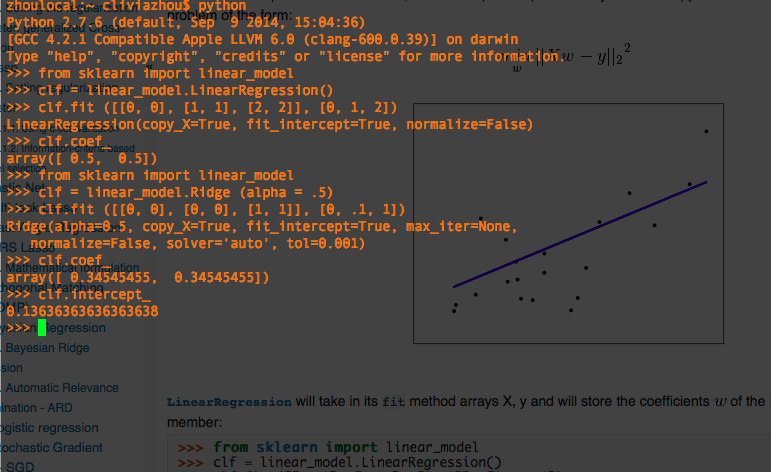 zhoulocal:~ oliviazhou$ python
problem of the form:
Python 2.7.6 (default, Sep  9 2014, 15:04:36)
[GCC 4.2.1 Compatible Apple LLVM 6.0 (clang-600.0.39)] on darwin
Type "help", "copyright", "credits" or "license" for more information.
>>> from sklearn import linear_model
>>> clf = linear_model.LinearRegression()
>>> clf.fit ([[0, 0], [1, 1], [2, 2]], [0, 1, 2])
LinearRegression(copy_X=True, fit_intercept=True, normalize=False)
>>> clf.coef_
array([ 0.5,  0.5])
>>> from sklearn import linear_model
>>> clf = linear_model.Ridge (alpha = .5)
>>> clf.fit ([[0, 0], [0, 0], [1, 1]], [0, .1, 1])
Ridge(alpha=0.5, copy_X=True, fit_intercept=True, max_iter=None,
   normalize=False, solver='auto', tol=0.001)
>>> clf.coef_
array([ 0.34545455,  0.34545455])
>>> clf.intercept_
0.13636363636363638
>>>
||Xw − y||₂²
Mathematical formulation
Regression
. Bayesian Ridge
. Automatic Relevance
ination - ARD
ogistic regression
tochastic Gradient
- SGD
LinearRegression will take in its fit method arrays X, y and will store the coefficients w of the
member:
>>> from sklearn import linear_model
>>> clf = linear_model.LinearRegression()